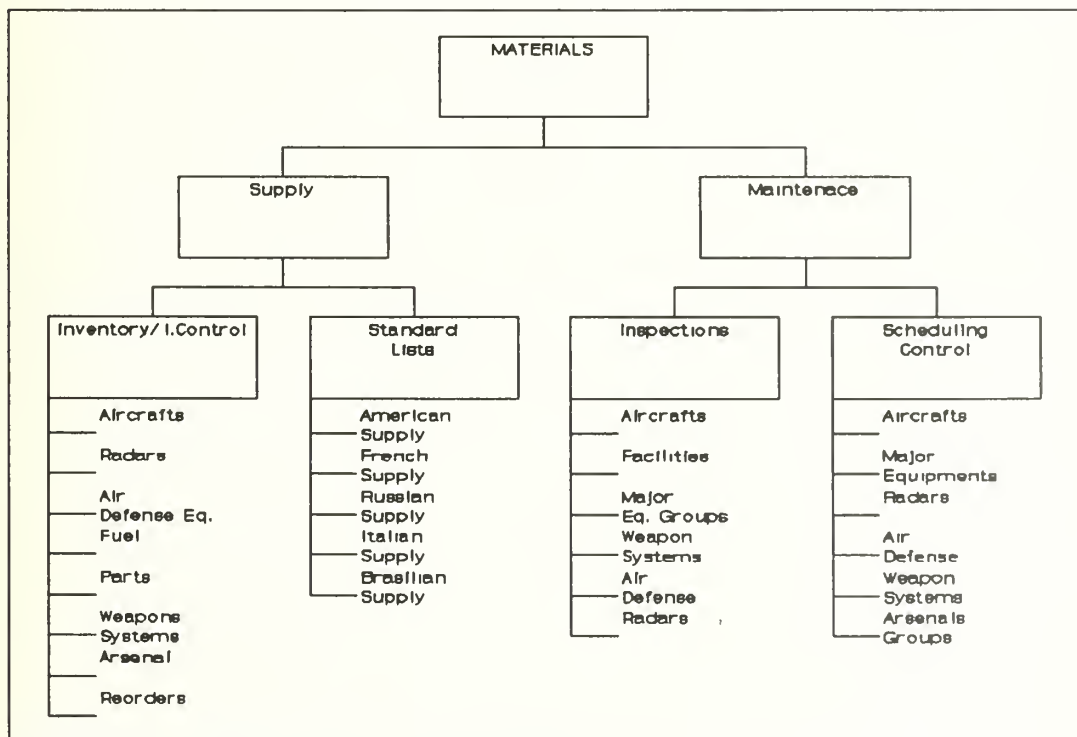 MATERIALS
Supply
Maintenace
Inventory/I.Control
Aircrafts
Radars
Air
Defense Eq.
Fuel
Parts
Weapons
Systems
Arsenal
Reorders
Standard
Lists
American
Supply
French
Supply
Russian
Supply
Italian
Supply
Brasilian
Supply
Inspections
Aircrafts
Facilities
Major
Eq. Groups
Weapon
Systems
Air
Defense
Radars
Scheduling
Control
Aircrafts
Major
Equipments
Radars
Air
Defense
Weapon
Systems
Arsenals
Groups